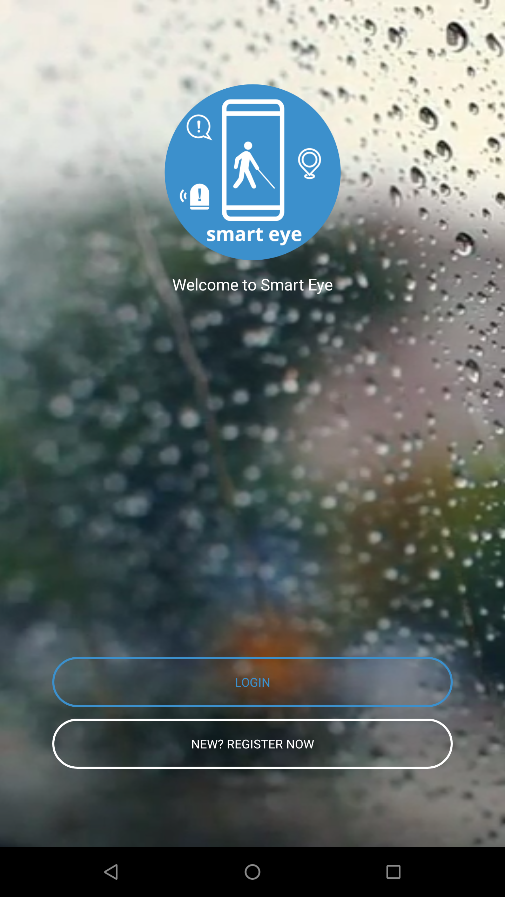 smart eye
Welcome to Smart Eye
LOGIN
NEW? REGISTER NOW